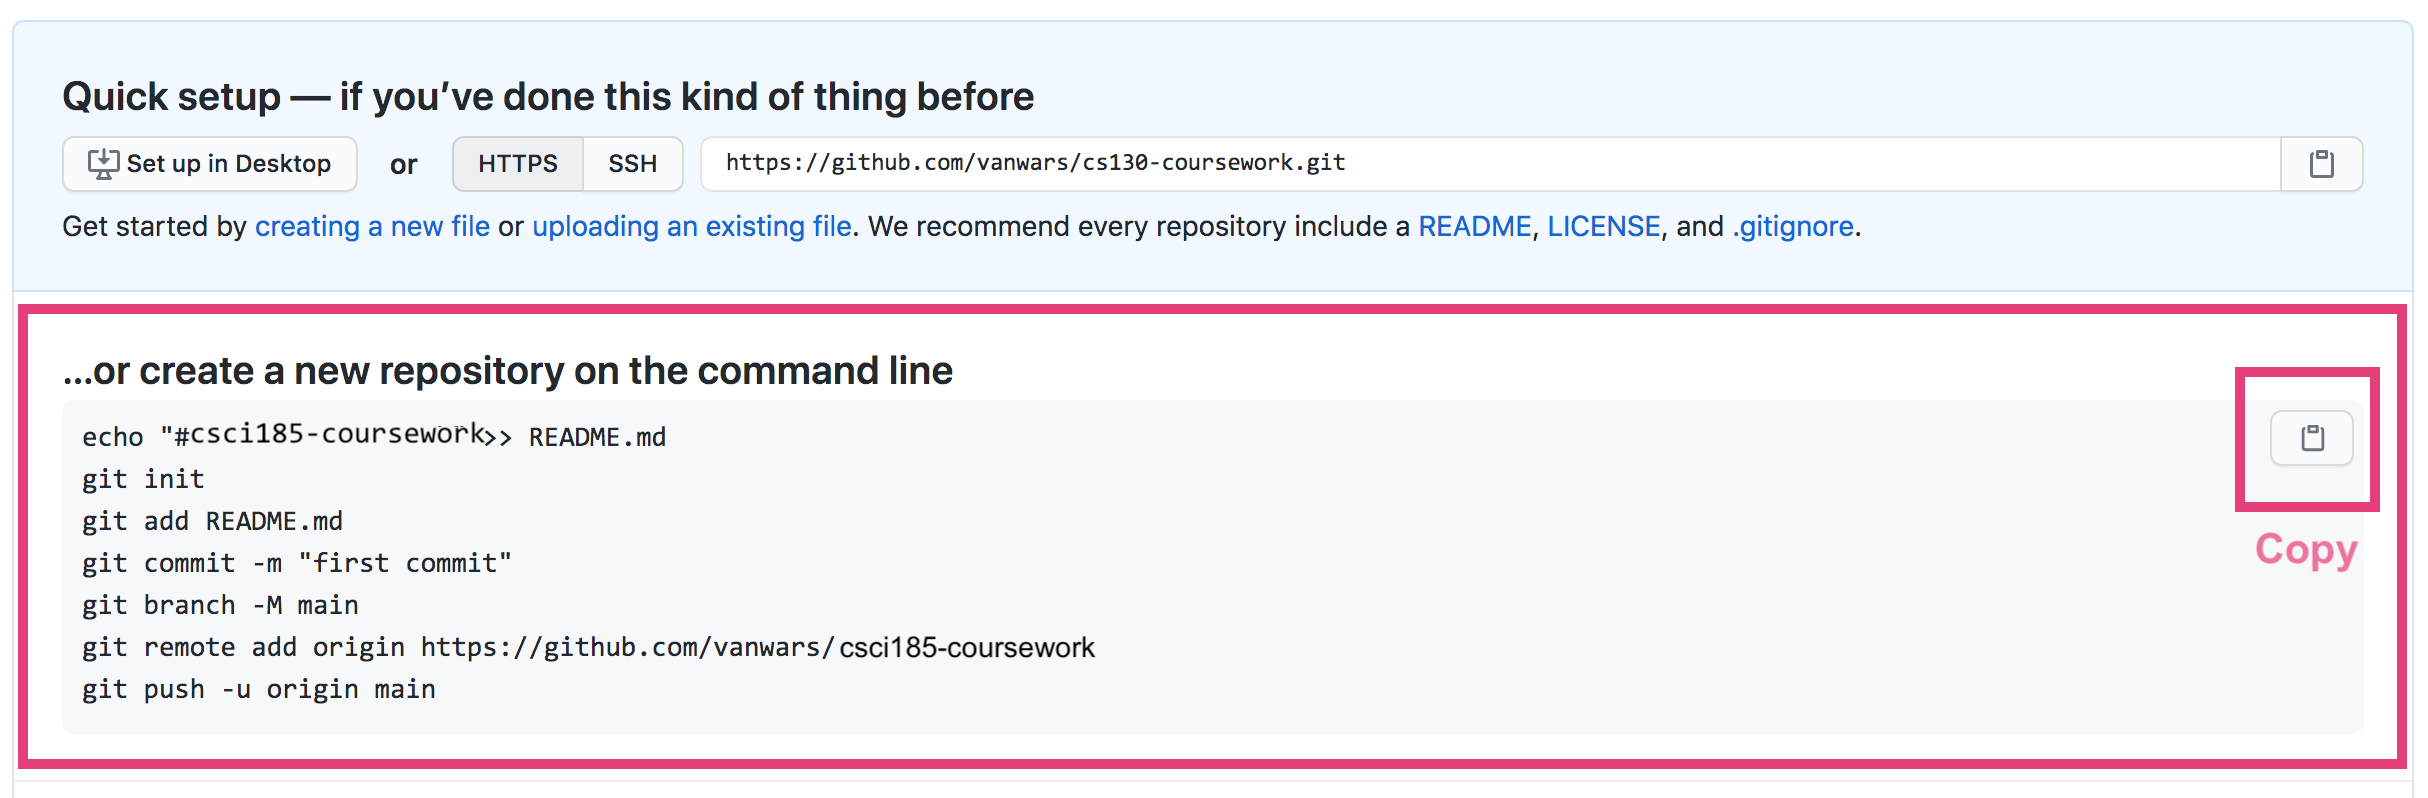 Quick setup — if you’ve done this kind of thing before
Set up in Desktop or HTTPS SSH https://github.com/vanwars/cs130-coursework.git
Get started by creating a new file or uploading an existing file. We recommend every repository include a README, LICENSE, and .gitignore.
...or create a new repository on the command line
echo "#csci185-coursework>> README.md
git init
git add README.md
git commit -m "first commit"
Copy
git branch -M main
git remote add origin https://github.com/vanwars/csci185-coursework
git push -u origin main